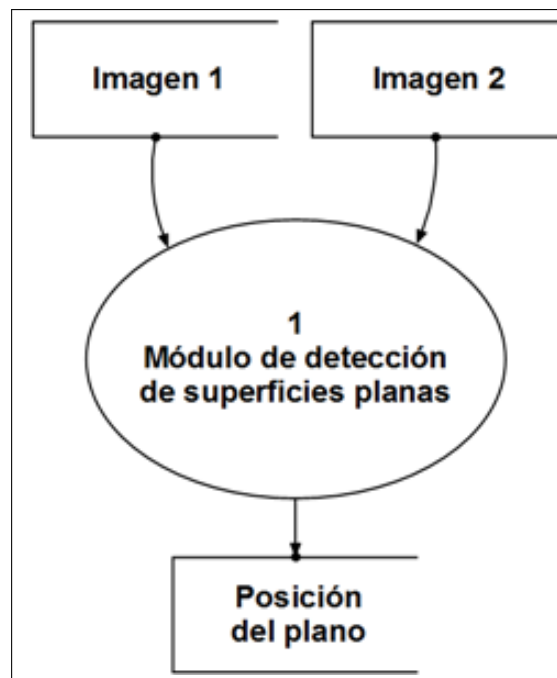 Imagen 1
Imagen 2
1
Módulo de detección
de superficies planas
Posición
del plano